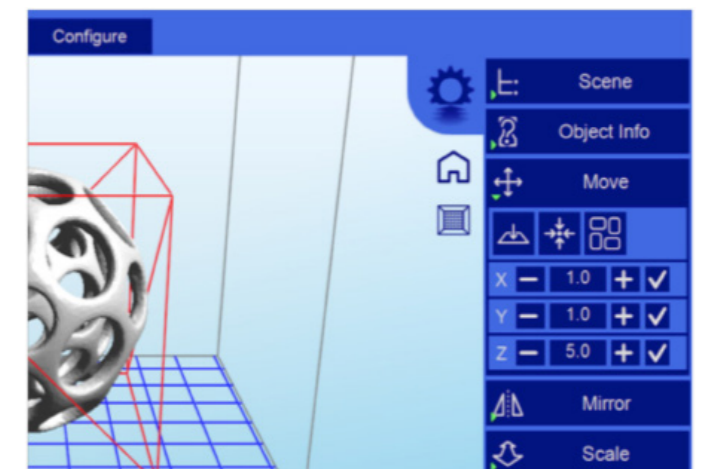 Configure
Scene
Object Info
Move
X 1.0
Y 1.0
Z 5.0
Mirror
Scale